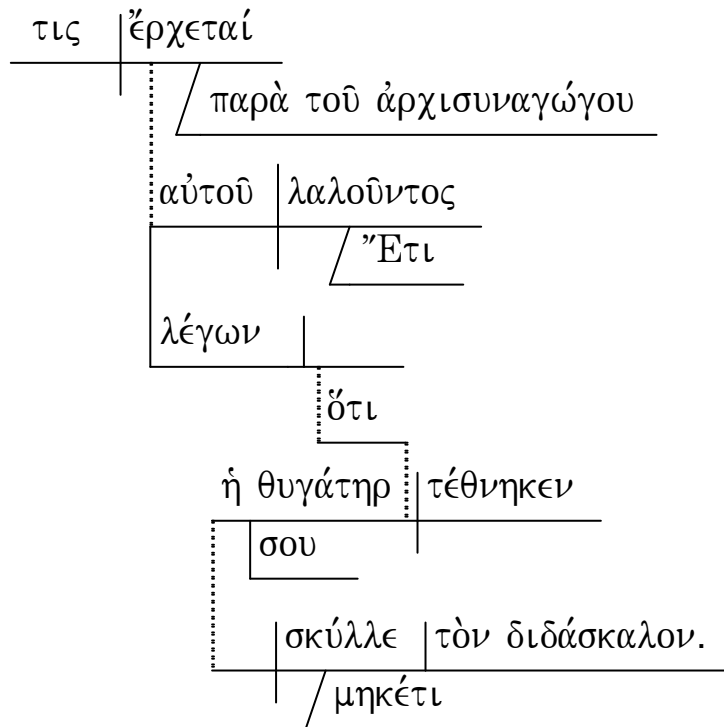 τις ἔρχεταί
παρὰ τοῦ ἀρχισυναγώγου
αὐτοῦ λαλοῦντος
Ἔτι
λέγων
ὅτι
ἡ θυγάτηρ τέθνηκεν
σου
σκύλλε τὸν διδάσκαλον.
μηκέτι